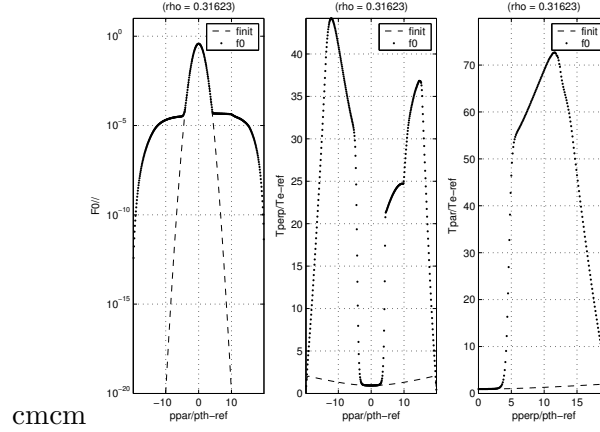 (rho = 0.31623)
10^0
10^-5
10^-10
10^-15
10^-20
F0//
finit
f0
−10 0 10
ppar/pth−ref
(rho = 0.31623)
40
35
30
25
20
15
10
5
0
Tperp/Te−ref
finit
f0
−10 0 10
ppar/pth−ref
(rho = 0.31623)
70
60
50
40
30
20
10
0
Tpar/Te−ref
finit
f0
0 5 10 15
pperp/pth−ref
cmcm